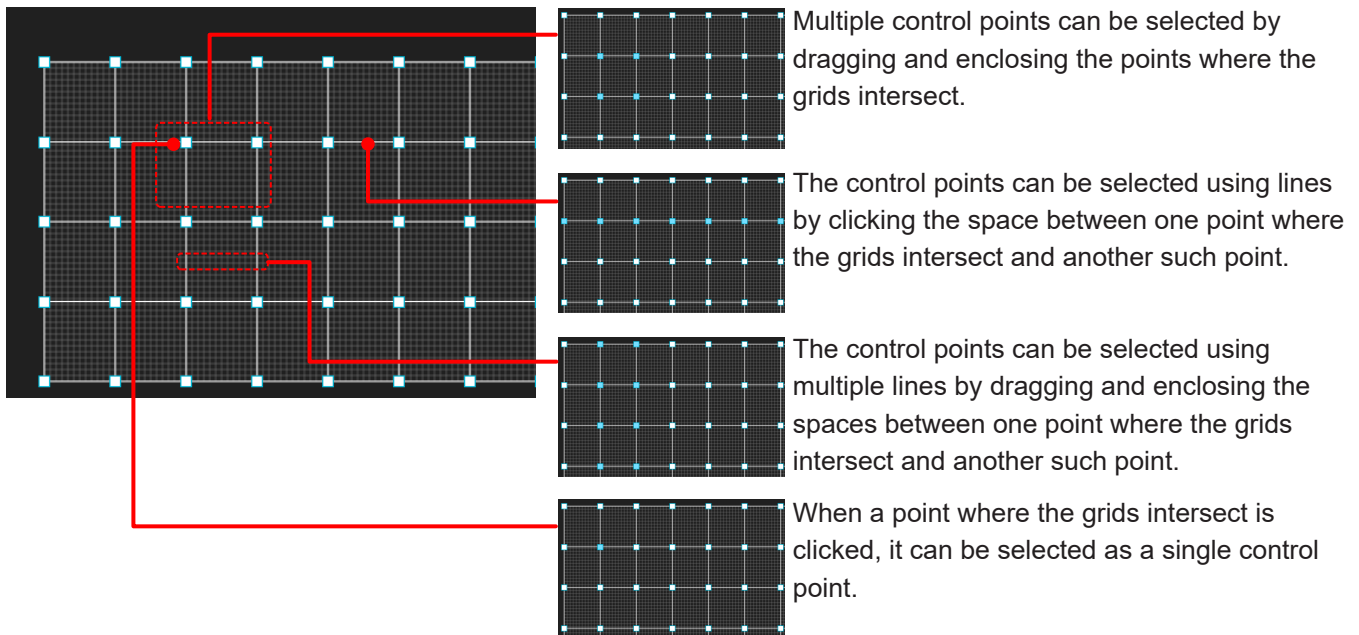 Multiple control points can be selected by
dragging and enclosing the points where the
grids intersect.
The control points can be selected using lines
by clicking the space between one point where
the grids intersect and another such point.
The control points can be selected using
multiple lines by dragging and enclosing the
spaces between one point where the grids
intersect and another such point.
When a point where the grids intersect is
clicked, it can be selected as a single control
point.